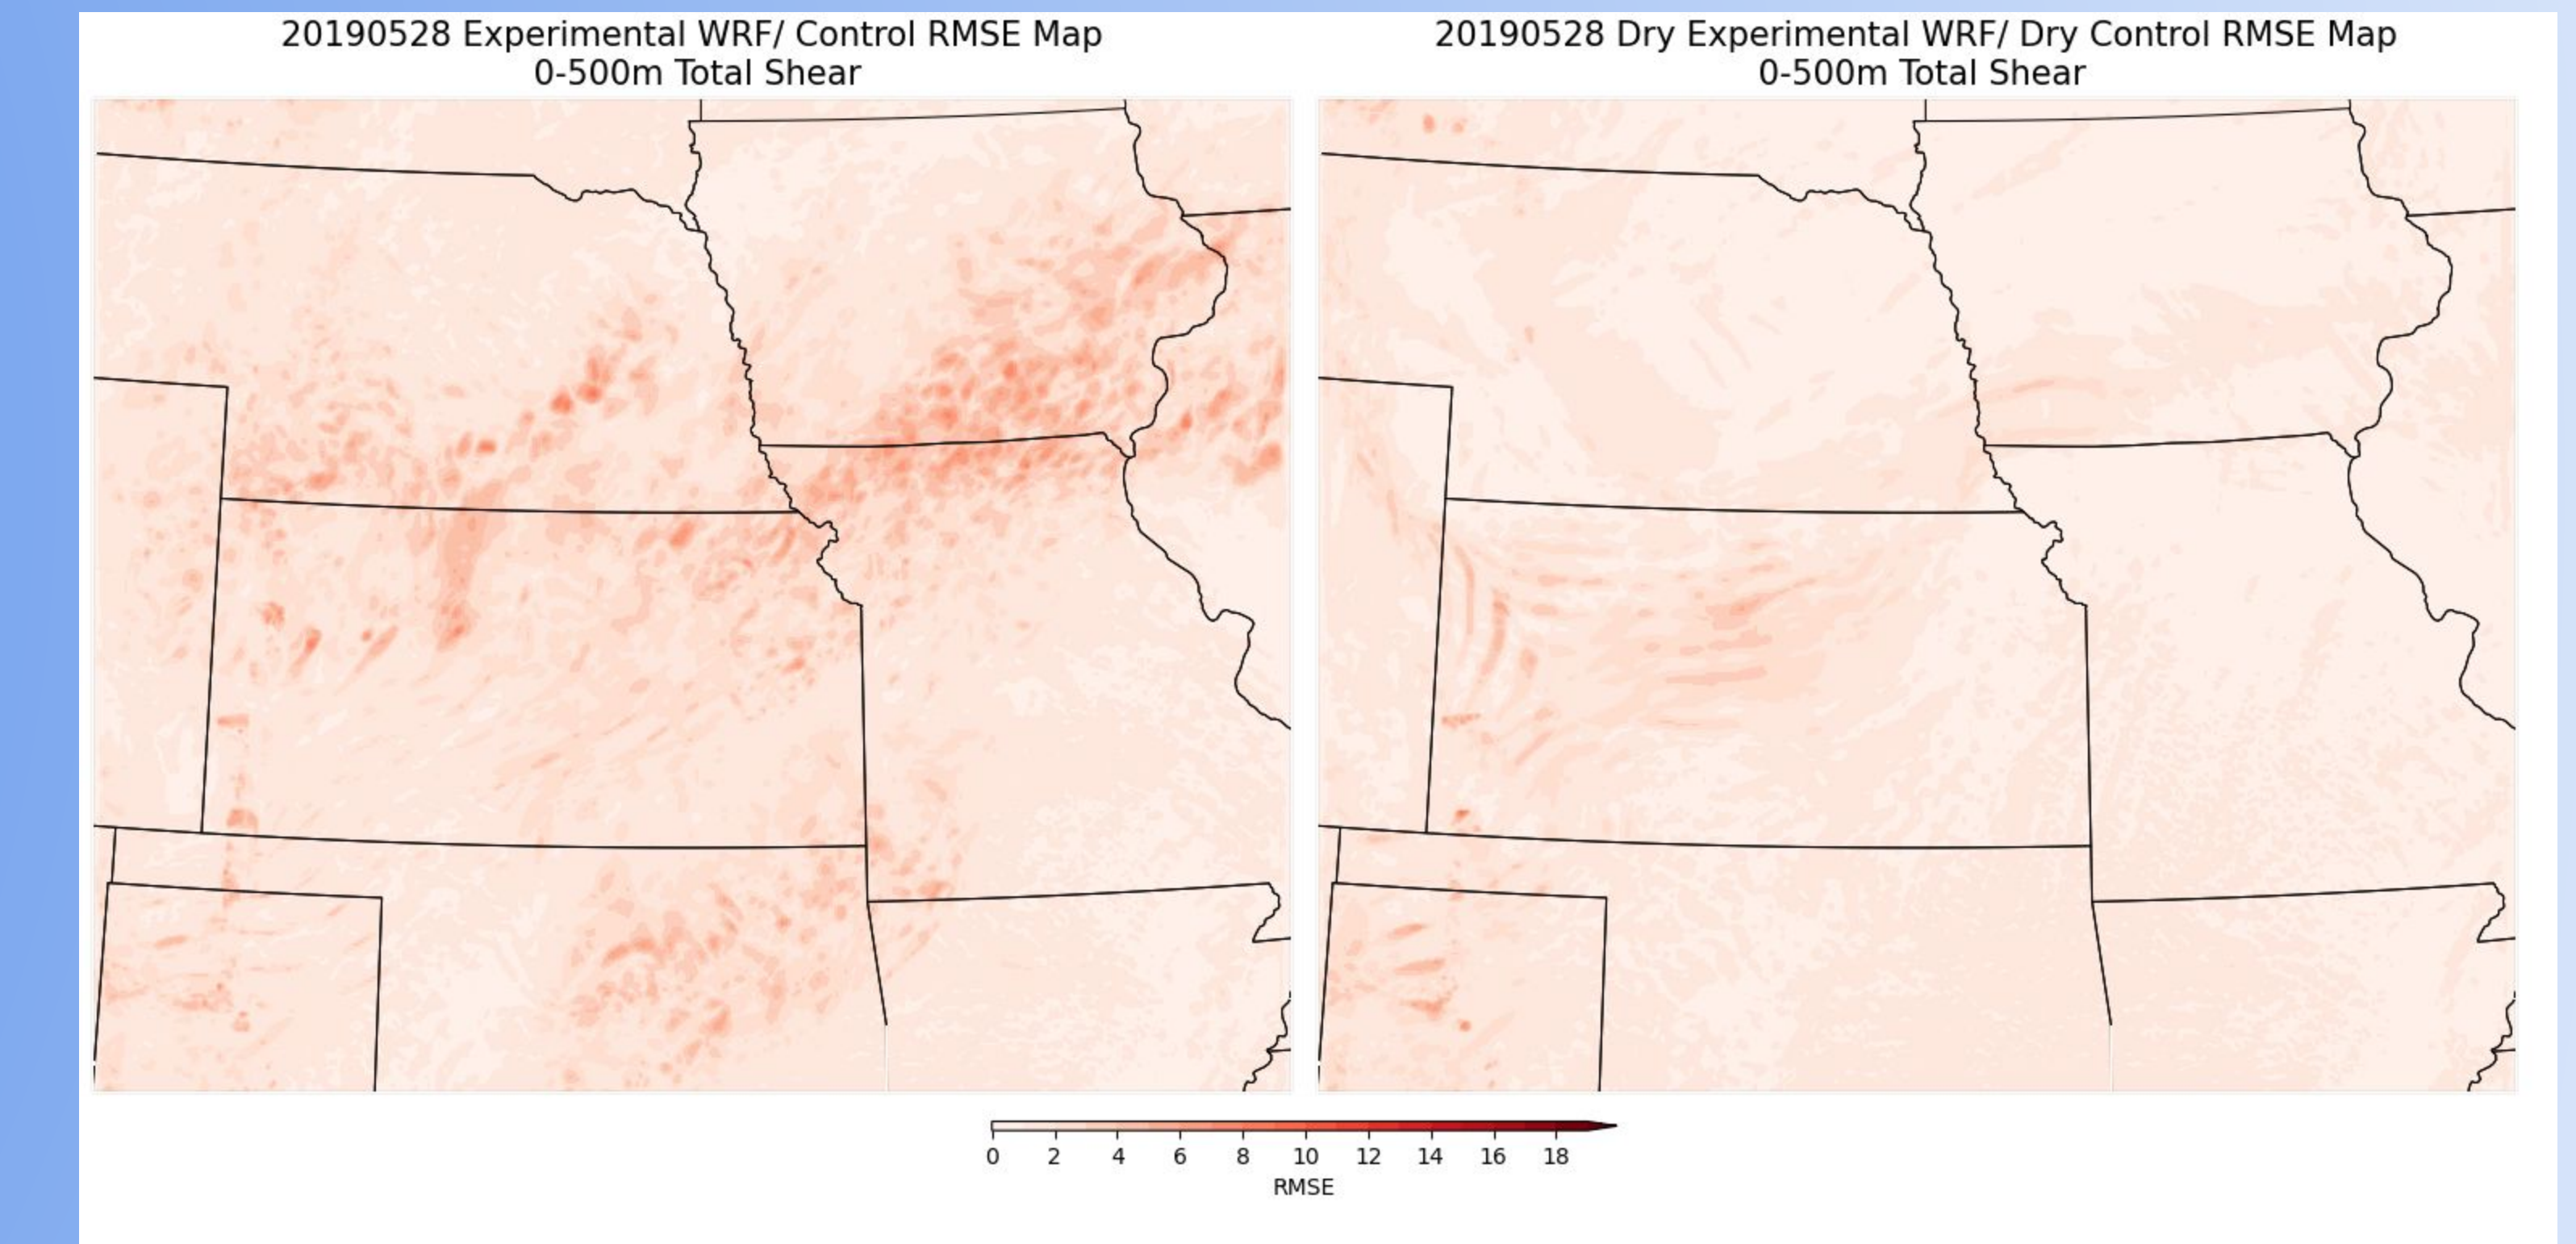 20190528 Experimental WRF/ Control RMSE Map
0-500m Total Shear
20190528 Dry Experimental WRF/ Dry Control RMSE Map
0-500m Total Shear
0 2 4 6 8 10 12 14 16 18
RMSE